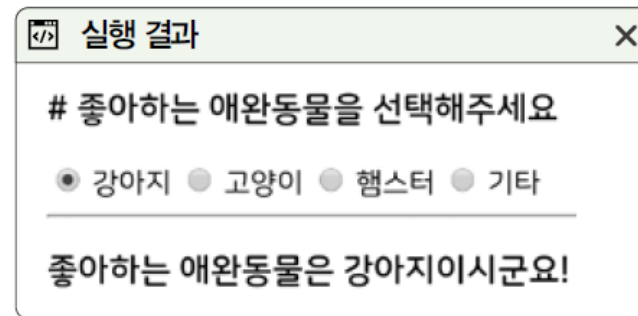 실행 결과
# 좋아하는 애완동물을 선택해주세요
강아지 고양이 햄스터 기타
좋아하는 애완동물은 강아지이시군요!